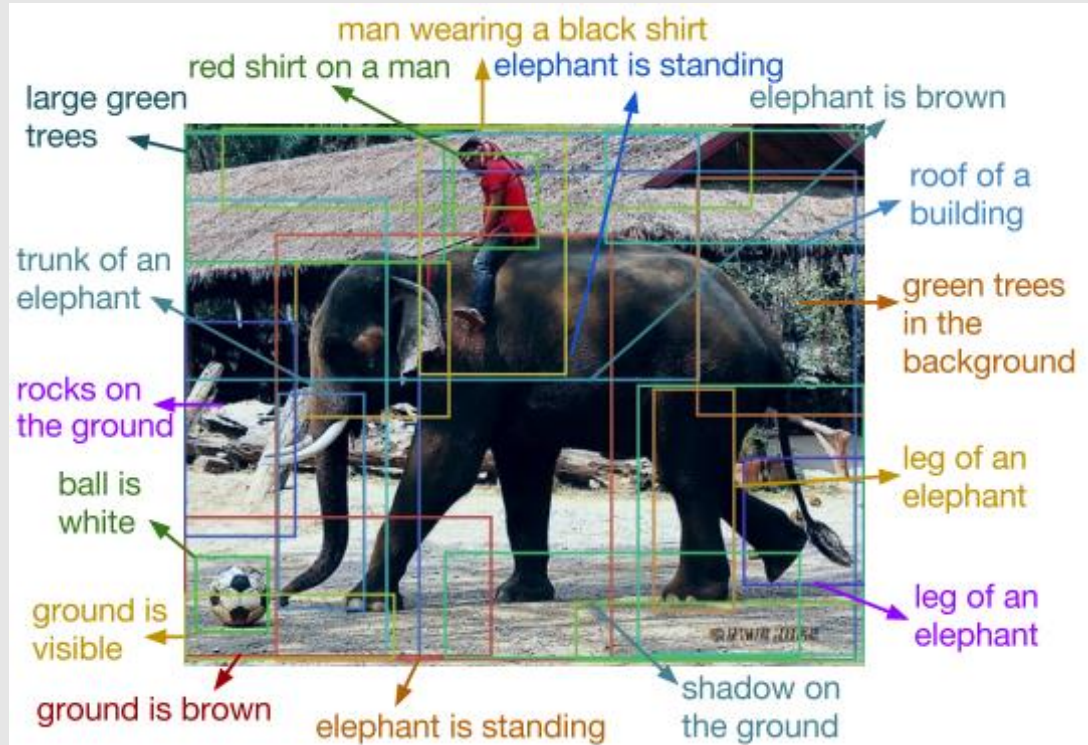 man wearing a black shirt
red shirt on a man
elephant is standing
large green
trees
elephant is brown
roof of a
building
trunk of an
elephant
green trees
in the
background
rocks on
the ground
leg of an
elephant
ball is
white
ground is
visible
leg of an
elephant
ground is brown
elephant is standing
shadow on
the ground